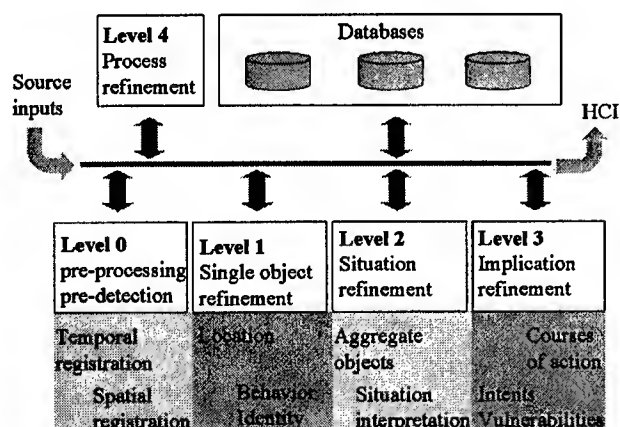 Level 4
Process
refinement
Databases
Source
inputs
HCI
Level 0
pre-processing
pre-detection
Level 1
Single object
refinement
Level 2
Situation
refinement
Level 3
Implication
refinement
Temporal
registration
Spatial
registration
Location
Behavior
Identity
Aggregate
objects
Situation
interpretation
Courses
of action
Intents
Vulnerabilities